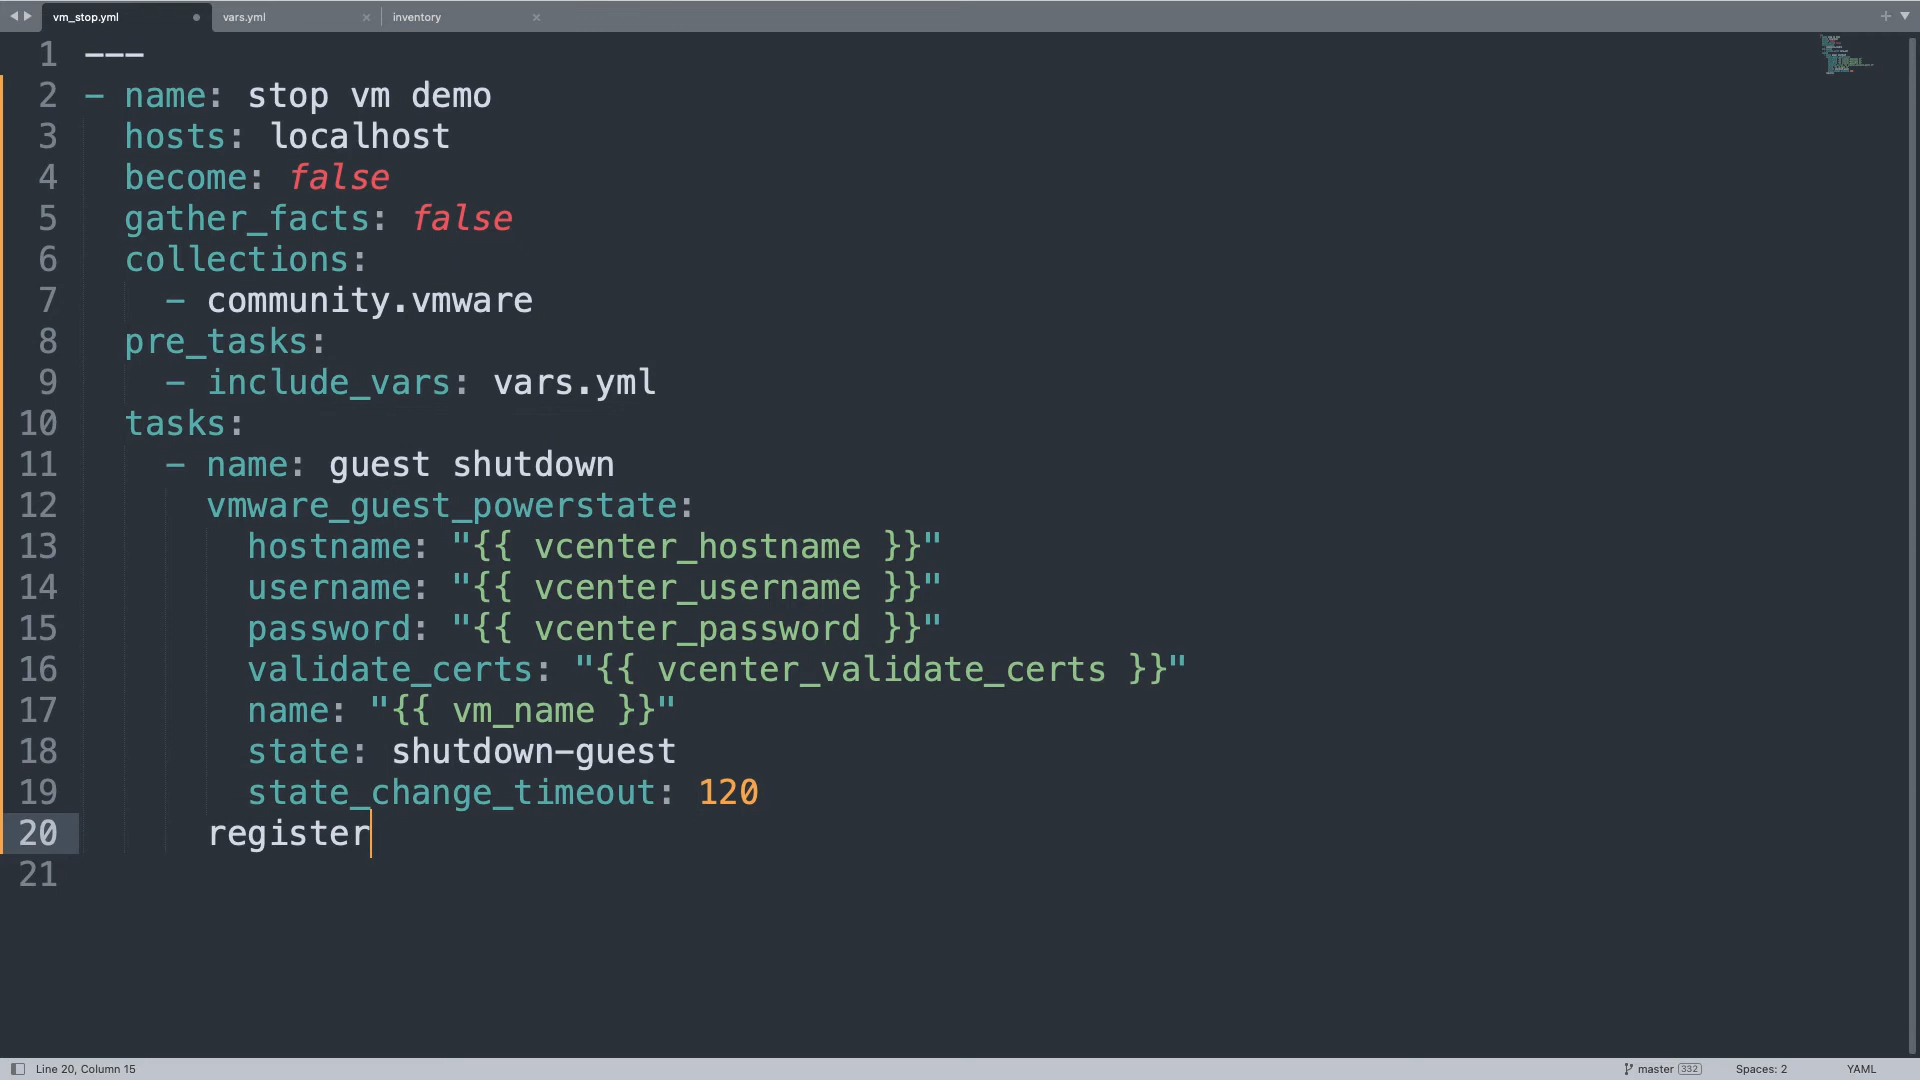 vm_stop.yml vars.yml inventory
1 ---
2 - name: stop vm demo
3 hosts: localhost
4 become: false
5 gather_facts: false
6 collections:
7 - community.vmware
8 pre_tasks:
9 - include_vars: vars.yml
10 tasks:
11 - name: guest shutdown
12 vmware_guest_powerstate:
13 hostname: "{{ vcenter_hostname }}"
14 username: "{{ vcenter_username }}"
15 password: "{{ vcenter_password }}"
16 validate_certs: "{{ vcenter_validate_certs }}"
17 name: "{{ vm_name }}"
18 state: shutdown-guest
19 state_change_timeout: 120
20 register
21
Line 20, Column 15 master 332 Spaces: 2 YAML